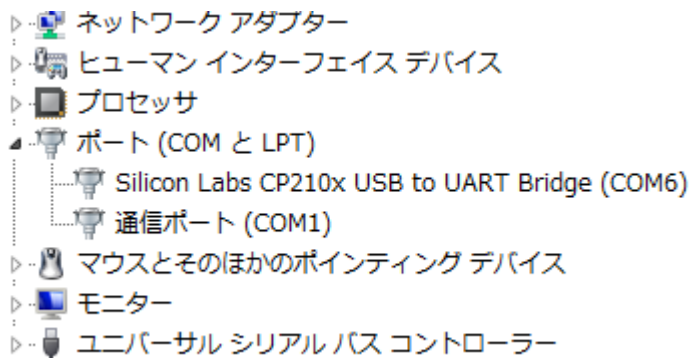 ネットワーク アダプター
ヒューマン インターフェイス デバイス
プロセッサ
ポート (COM と LPT)
Silicon Labs CP210x USB to UART Bridge (COM6)
通信ポート (COM1)
マウスとそのほかのポインティング デバイス
モニター
ユニバーサル シリアル バス コントローラー